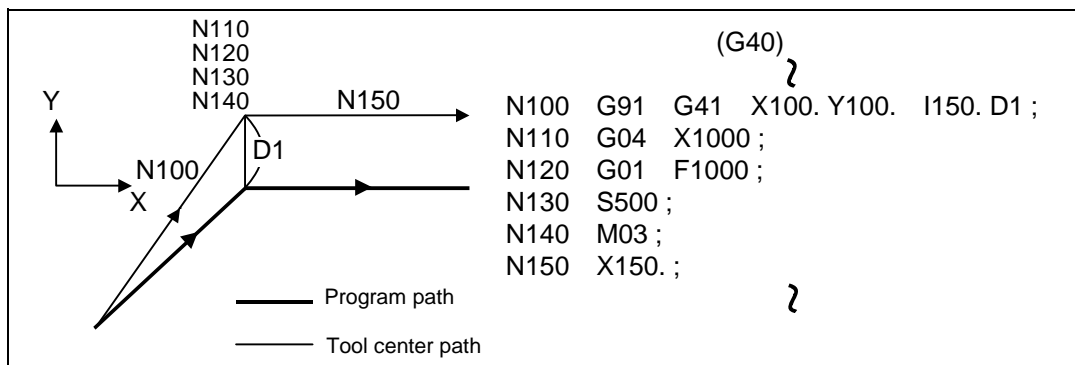 N110
N120
N130
N140
N150
Y
D1
N100
X
Program path
Tool center path
(G40)
N100 G91 G41 X100. Y100. I150. D1 ;
N110 G04 X1000 ;
N120 G01 F1000 ;
N130 S500 ;
N140 M03 ;
N150 X150. ;